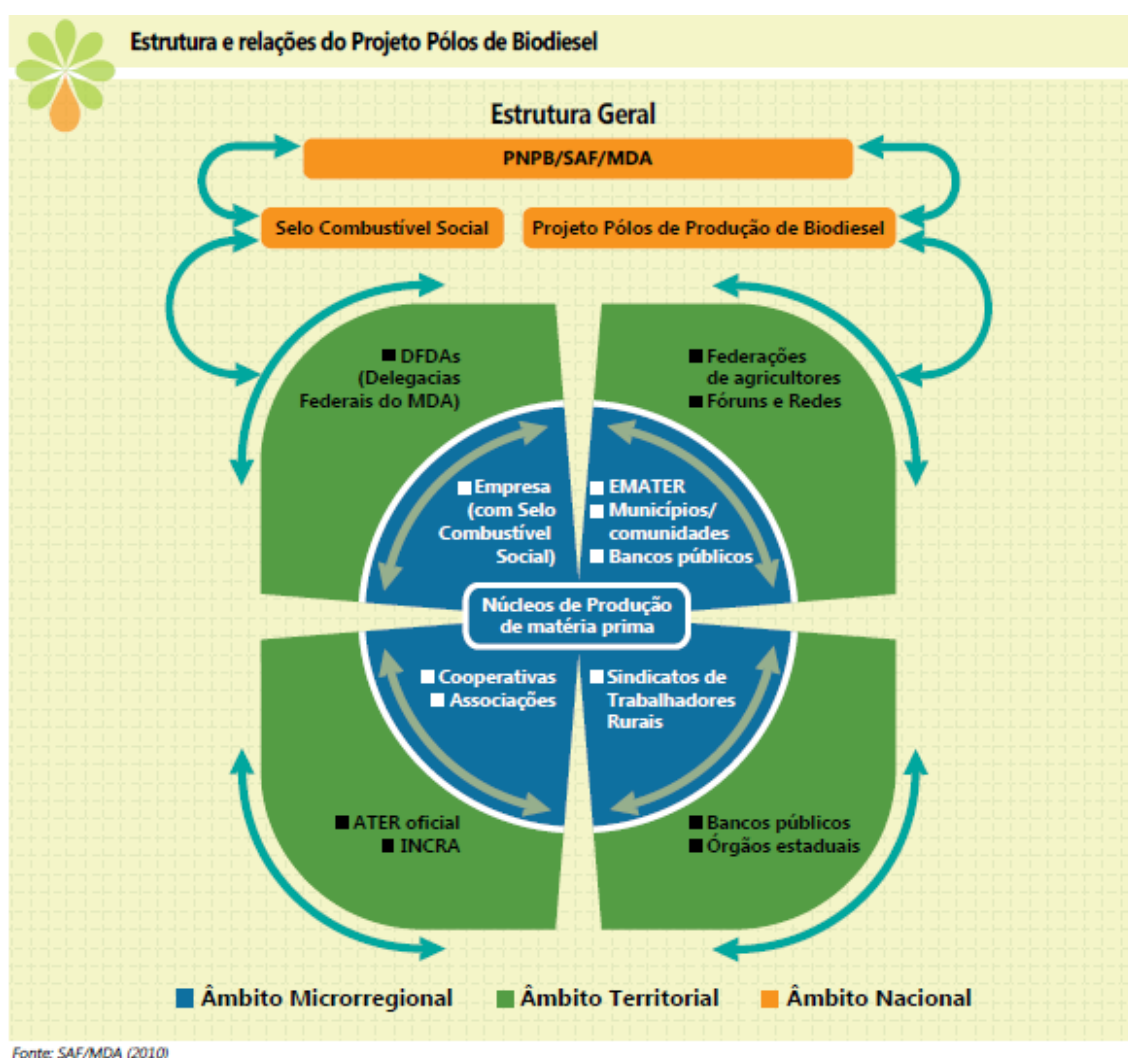 Estrutura e relações do Projeto Pólos de Biodiesel
Estrutura Geral
PNPB/SAF/MDA
Selo Combustível Social
Projeto Pólos de Produção de Biodiesel
■ DFDAs
(Delegacias
Federais do MDA)
■ Federações
de agricultores
■ Fóruns e Redes
■ Empresa
(com Selo
Combustível
Social)
■ EMATER
■ Municípios/
comunidades
■ Bancos públicos
Núcleos de Produção
de matéria prima
■ Cooperativas
■ Associações
■ Sindicatos de
Trabalhadores
Rurais
■ ATER oficial
■ INCRA
■ Bancos públicos
■ Órgãos estaduais
■ Âmbito Microrregional ■ Âmbito Territorial ■ Âmbito Nacional
Fonte: SAF/MDA (2010)